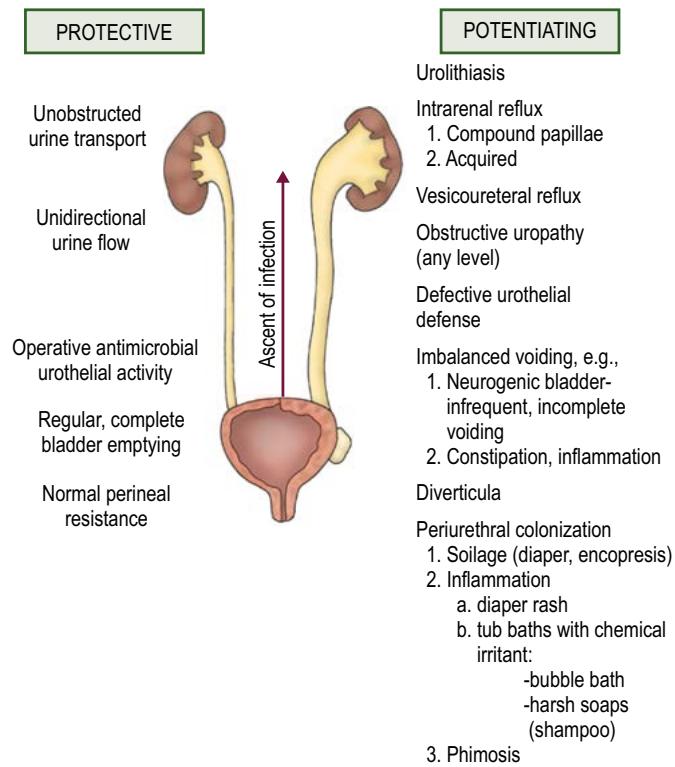 PROTECTIVE
Unobstructed
urine transport
Unidirectional
urine flow
Operative antimicrobial
urothelial activity
Regular, complete
bladder emptying
Normal perineal
resistance
Ascent of infection
POTENTIATING
Urolithiasis
Intrarenal reflux
1. Compound papillae
2. Acquired
Vesicoureteral reflux
Obstructive uropathy
(any level)
Defective urothelial
defense
Imbalanced voiding, e.g.,
1. Neurogenic bladder-
infrequent, incomplete
voiding
2. Constipation, inflammation
Diverticula
Periurethral colonization
1. Soilage (diaper, encopresis)
2. Inflammation
a. diaper rash
b. tub baths with chemical
irritant:
-bubble bath
-harsh soaps
(shampoo)
3. Phimosis